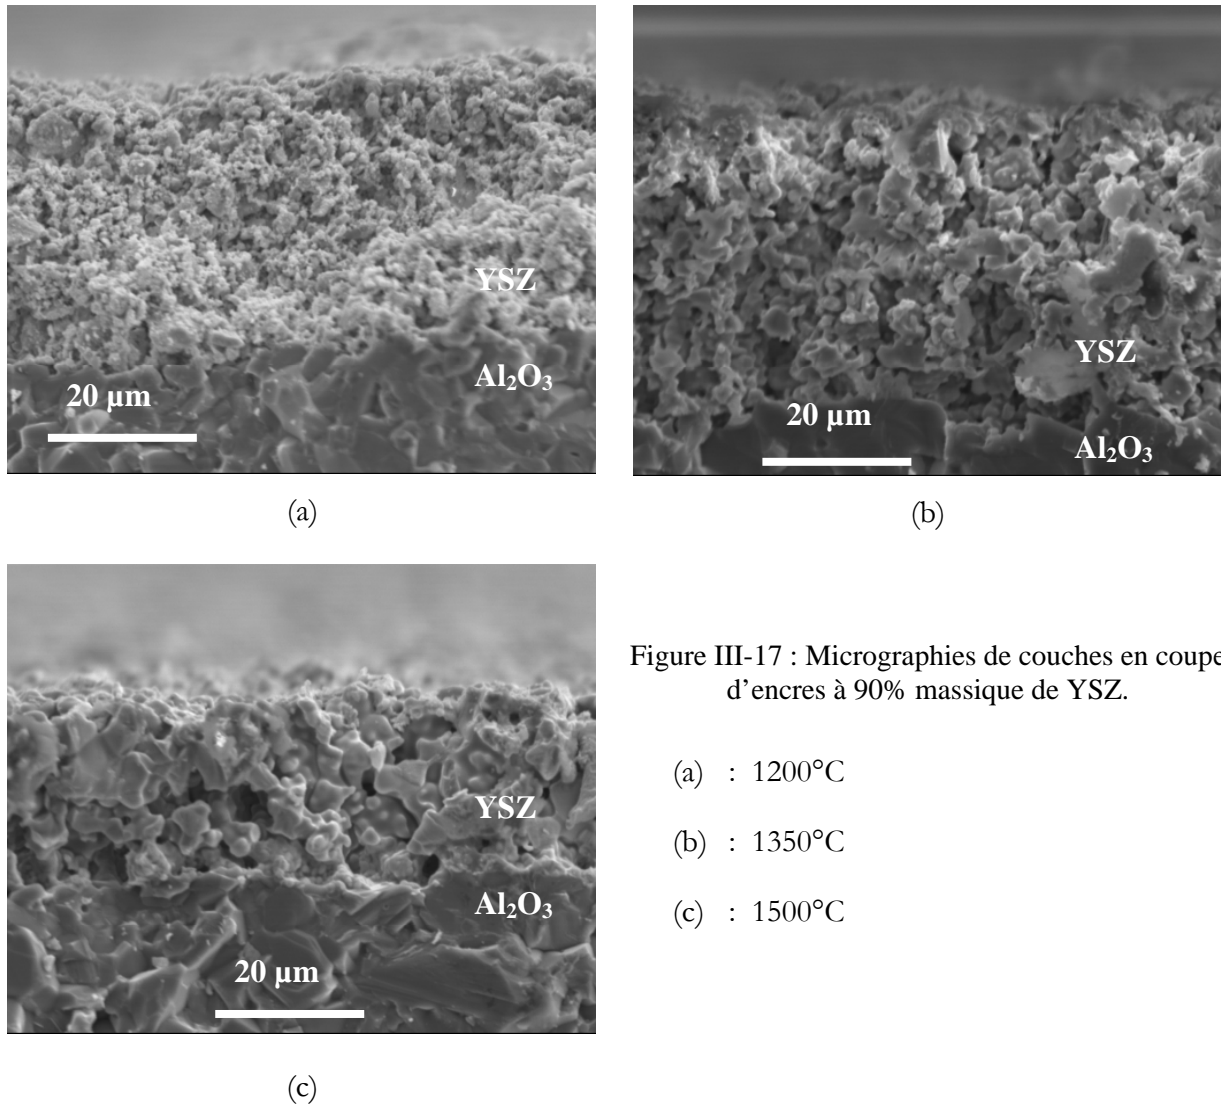 YSZ
Al₂O₃
20 µm
(a)
YSZ
20 µm
Al₂O₃
(b)
YSZ
Al₂O₃
20 µm
(c)
Figure III-17 : Micrographies de couches en coupe
d’encres à 90% massique de YSZ.
(a) : 1200°C
(b) : 1350°C
(c) : 1500°C